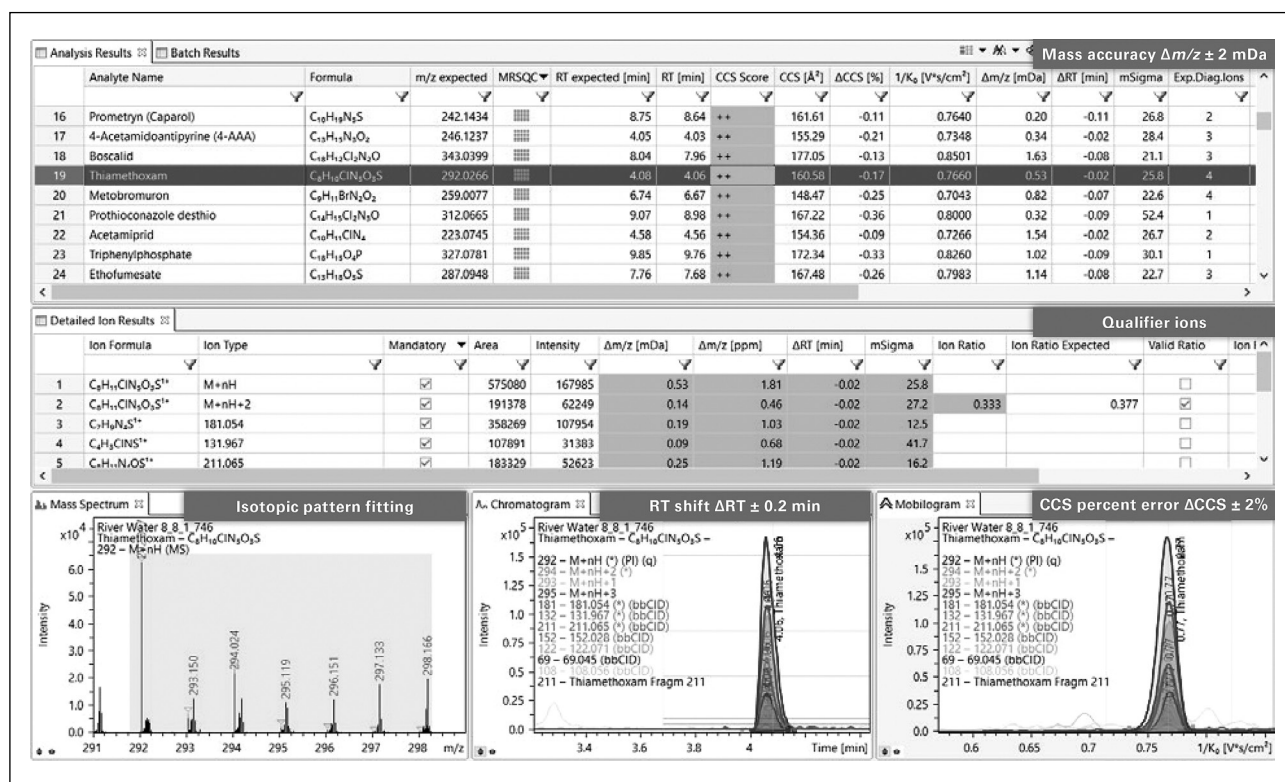 Analysis Results Batch Results
Mass accuracy Δm/z ± 2 mDa
Analyte Name Formula m/z expected MRSQC RT expected [min] RT [min] CCS Score CCS [Å²] ΔCCS [%] 1/K₀ [V*s/cm²] Δm/z [mDa] ΔRT [min] mSigma Exp.Diag.Ions
16 Prometryn (Caparol) C₁₀H₁₉N₅S 242.1434 8.75 8.64 ++ 161.61 -0.11 0.7640 0.20 -0.11 26.8 2
17 4-Acetamidoantipyrine (4-AAA) C₁₃H₁₅N₃O₂ 246.1237 4.05 4.03 ++ 155.29 -0.21 0.7348 0.34 -0.02 28.4 3
18 Boscalid C₁₈H₁₂Cl₂N₂O 343.0399 8.04 7.96 ++ 177.05 -0.13 0.8501 1.63 -0.08 21.1 3
19 Thiamethoxam C₈H₁₀ClN₅O₃S 292.0266 4.08 4.06 ++ 160.58 -0.17 0.7660 0.53 -0.02 25.8 4
20 Metobromuron C₉H₁₁BrN₂O₂ 259.0077 6.74 6.67 ++ 148.47 -0.25 0.7043 0.82 -0.07 22.6 4
21 Prothioconazole desthio C₁₄H₁₅Cl₂N₃O 312.0665 9.07 8.98 ++ 167.22 -0.36 0.8000 0.32 -0.09 52.4 1
22 Acetamiprid C₁₀H₁₁ClN₄ 223.0745 4.58 4.56 ++ 154.36 -0.09 0.7266 1.54 -0.02 26.7 2
23 Triphenylphosphate C₁₈H₁₅O₄P 327.0781 9.85 9.76 ++ 172.34 -0.33 0.8260 1.02 -0.09 30.1 1
24 Ethofumesate C₁₃H₁₈O₅S 287.0948 7.76 7.68 ++ 167.48 -0.26 0.7983 1.14 -0.08 22.7 3
Detailed Ion Results
Qualifier ions
Ion Formula Ion Type Mandatory Area Intensity Δm/z [mDa] Δm/z [ppm] ΔRT [min] mSigma Ion Ratio Ion Ratio Expected Valid Ratio
1 C₈H₁₁ClN₅O₃S¹⁺ M+nH 575080 167985 0.53 1.81 -0.02 25.8
2 C₈H₁₁ClN₅O₃S¹⁺ M+nH+2 191378 62249 0.14 0.46 -0.02 27.2 0.333 0.377
3 C₇H₉N₄S¹⁺ 181.054 358269 107954 0.19 1.03 -0.02 12.5
4 C₄H₃ClNS¹⁺ 131.967 107891 31383 0.09 0.68 -0.02 41.7
5 C₈H₁₁N₄OS¹⁺ 211.065 183329 52623 0.25 1.19 -0.02 16.2
Mass Spectrum
Isotopic pattern fitting
x10⁴
River Water 8_8_1_746
Thiamethoxam – C₈H₁₀ClN₅O₃S
292 – M+nH (MS)
6.0
5.0
4.0
3.0
2.0
1.0
0.0
Intensity
293.150
294.024
295.119
296.151
297.133
298.166
291 292 293 294 295 296 297 298 m/z
Chromatogram
RT shift ΔRT ± 0.2 min
x10⁵
River Water 8_8_1_746
Thiamethoxam – C₈H₁₀ClN₅O₃S –
292 – M+nH (*) (PI) (q)
294 – M+nH+2 (*)
293 – M+nH+1
295 – M+nH+3
181 – 181.054 (*) (bbCID)
132 – 131.967 (*) (bbCID)
211 – 211.065 (*) (bbCID)
152 – 152.028 (bbCID)
122 – 122.071 (bbCID)
69 – 69.045 (bbCID)
108 – 108.056 (bbCID)
211 – Thiamethoxam Fragm 211
1.5
1.25
1.0
0.75
0.5
0.25
0.0
Intensity
4.06, Thiamethoxam
3.4 3.6 3.8 4 4.2 Time [min]
Mobilogram
CCS percent error ΔCCS ± 2%
x10⁵
River Water 8_8_1_746
Thiamethoxam – C₈H₁₀ClN₅O₃S –
292 – M+nH (*) (PI) (q)
294 – M+nH+2 (*)
293 – M+nH+1
295 – M+nH+3
181 – 181.054 (*) (bbCID)
132 – 131.967 (*) (bbCID)
211 – 211.065 (*) (bbCID)
152 – 152.028 (bbCID)
122 – 122.071 (bbCID)
69 – 69.045 (bbCID)
108 – 108.056 (bbCID)
211 – Thiamethoxam Fragm 211
1.5
1.25
1.0
0.75
0.5
0.25
0.0
Intensity
0.77, Thiamethoxam
0.6 0.65 0.7 0.75 1/K₀ [V*s/cm²]